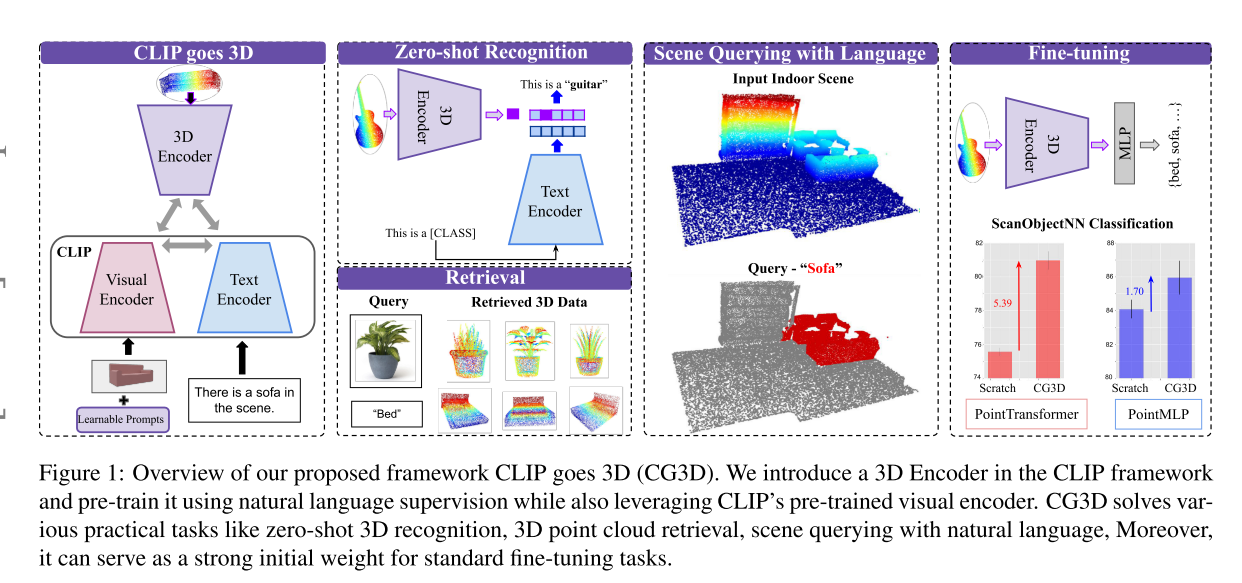 CLIP goes 3D
3D
Encoder
CLIP
Visual
Encoder
Text
Encoder
+
Learnable Prompts
There is a sofa in
the scene.
Zero-shot Recognition
3D
Encoder
This is a “guitar”
Text
Encoder
This is a [CLASS]
Retrieval
Query
Retrieved 3D Data
“Bed”
Scene Querying with Language
Input Indoor Scene
Query - “Sofa”
Fine-tuning
3D
Encoder
MLP
{bed, sofa, …}
ScanObjectNN Classification
82
80
78
76
74
5.39
Scratch CG3D
PointTransformer
88
86
84
82
80
1.70
Scratch CG3D
PointMLP
Figure 1: Overview of our proposed framework CLIP goes 3D (CG3D). We introduce a 3D Encoder in the CLIP framework
and pre-train it using natural language supervision while also leveraging CLIP’s pre-trained visual encoder. CG3D solves var-
ious practical tasks like zero-shot 3D recognition, 3D point cloud retrieval, scene querying with natural language, Moreover,
it can serve as a strong initial weight for standard fine-tuning tasks.